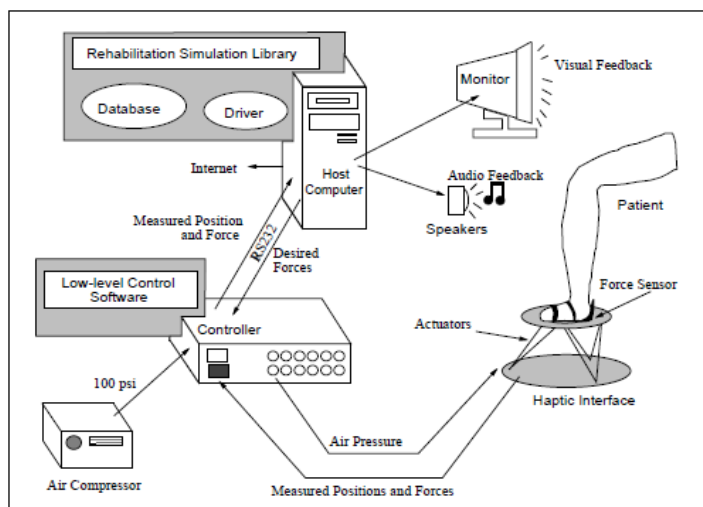 Rehabilitation Simulation Library
Database
Driver
Monitor
Visual Feedback
Internet
Host
Computer
Audio Feedback
Speakers
Patient
Measured Position
and Force
RS232
Desired
Forces
Low-level Control
Software
Controller
Force Sensor
Actuators
100 psi
Haptic Interface
Air Pressure
Air Compressor
Measured Positions and Forces